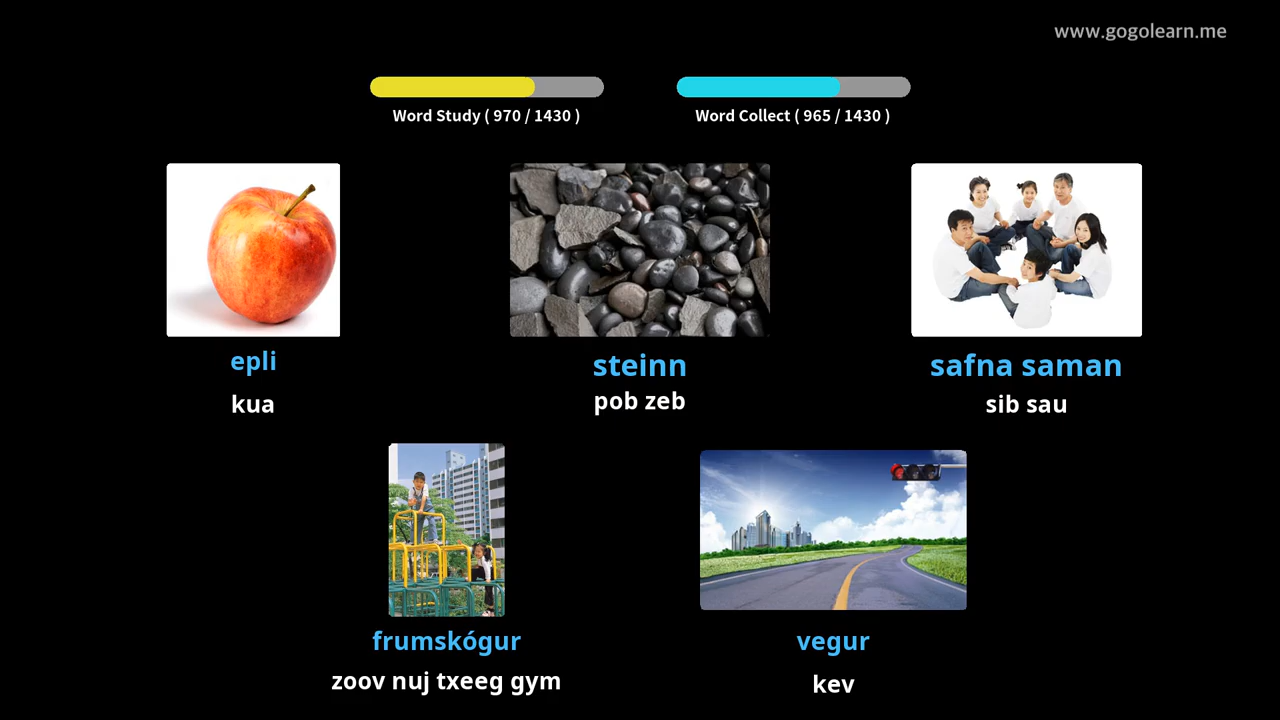 www.gogolearn.me
Word Study ( 970 / 1430 )
Word Collect ( 965 / 1430 )
epli
kua
steinn
pob zeb
safna saman
sib sau
frumskógur
zoov nuj txeeg gym
vegur
kev